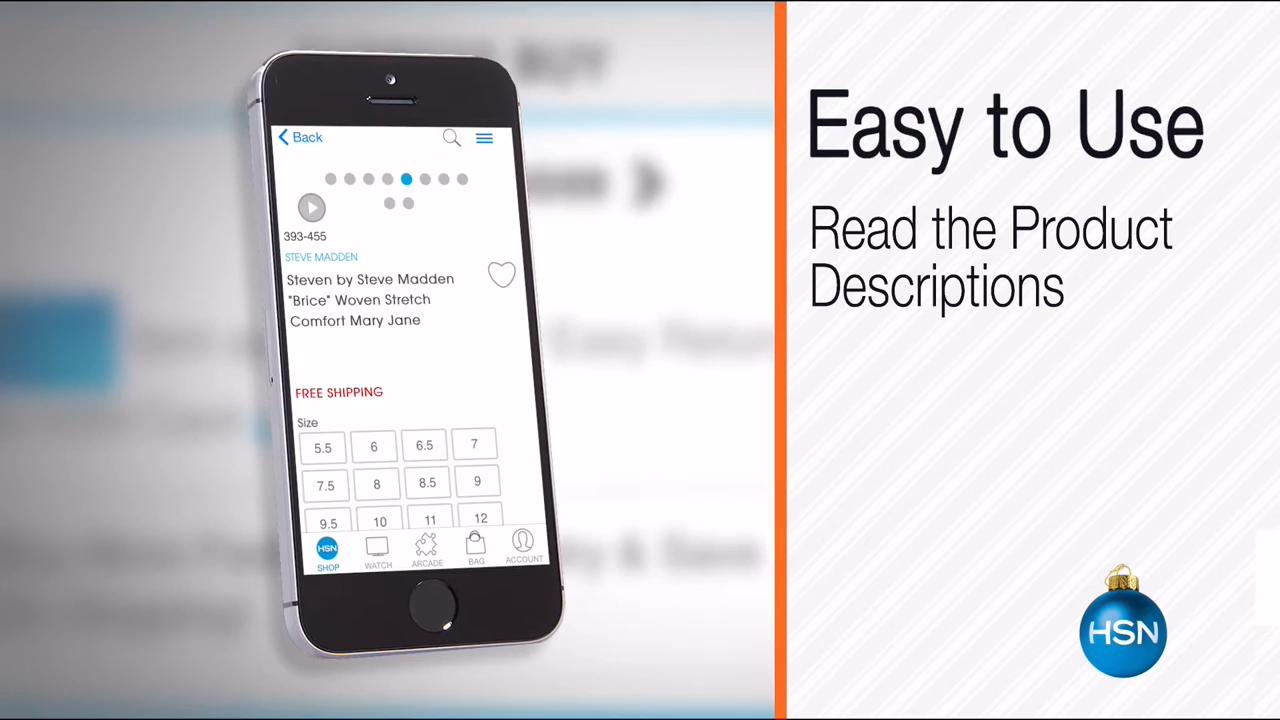 BUY
Back
393-455
STEVE MADDEN
Steven by Steve Madden
"Brice" Woven Stretch
Comfort Mary Jane
FREE SHIPPING
Size
5.5 6 6.5 7
7.5 8 8.5 9
9.5 10 11 12
HSN
SHOP WATCH ARCADE BAG ACCOUNT
Easy to Use
Read the Product
Descriptions
HSN